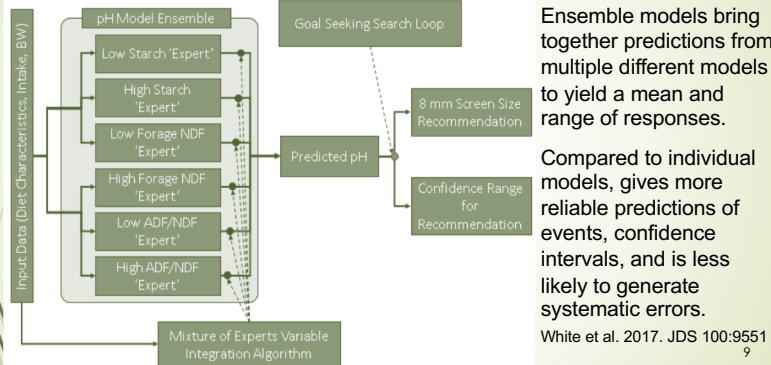 pH Model Ensemble
Goal Seeking Search Loop
Input Data (Diet Characteristics, Intake, BW)
Low Starch 'Expert'
High Starch
'Expert'
Low Forage NDF
'Expert'
High Forage NDF
'Expert'
Low ADF/NDF
'Expert'
High ADF/NDF
'Expert'
Predicted pH
8 mm Screen Size
Recommendation
Confidence Range
for
Recommendation
Mixture of Experts Variable
Integration Algorithm
Ensemble models bring
together predictions from
multiple different models
to yield a mean and
range of responses.
Compared to individual
models, gives more
reliable predictions of
events, confidence
intervals, and is less
likely to generate
systematic errors.
White et al. 2017. JDS 100:9551
9